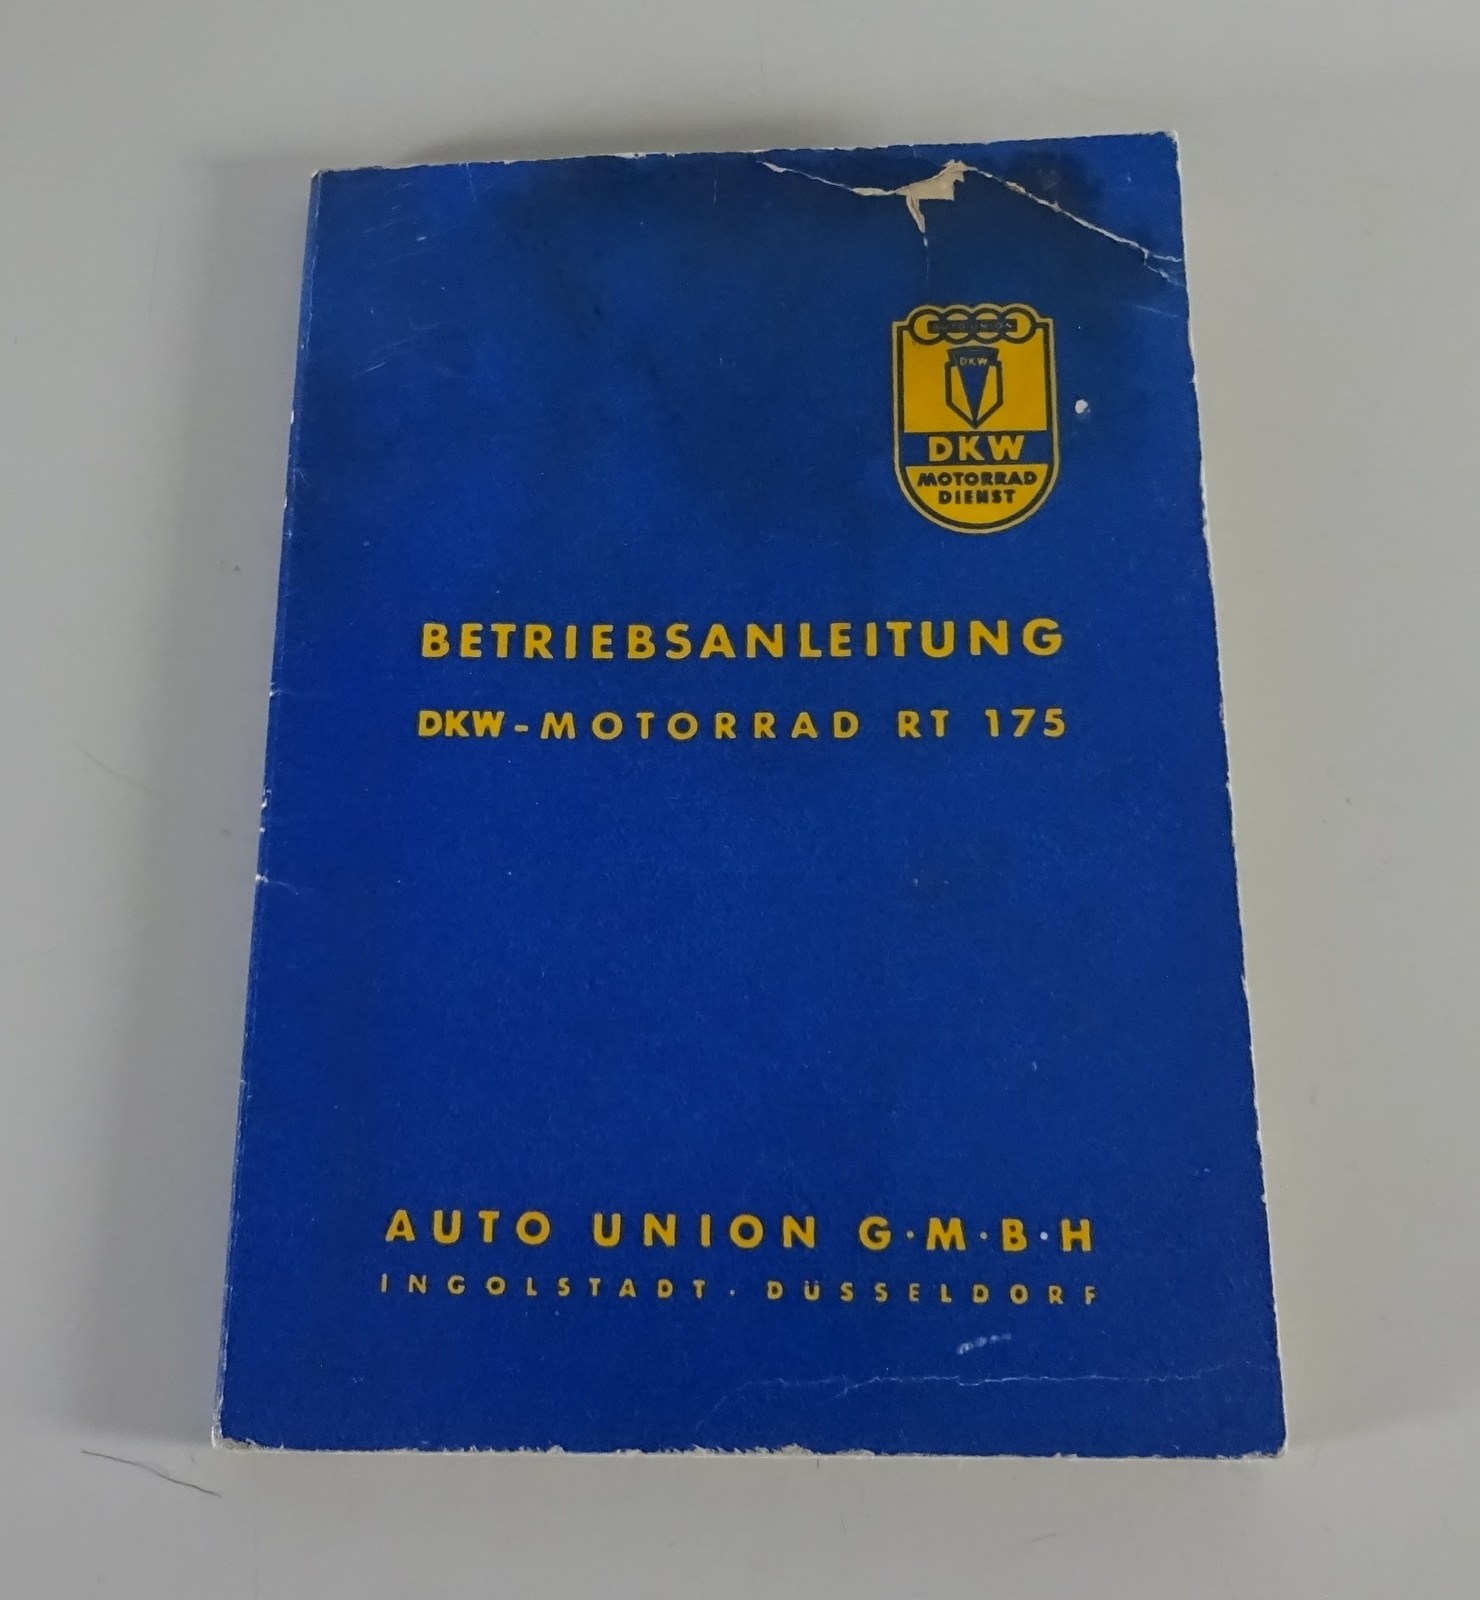 AUTO UNION
DKW
DKW
MOTORRAD
DIENST
BETRIEBSANLEITUNG
DKW-MOTORRAD RT 175
AUTO UNION G·M·B·H
INGOLSTADT · DÜSSELDORF